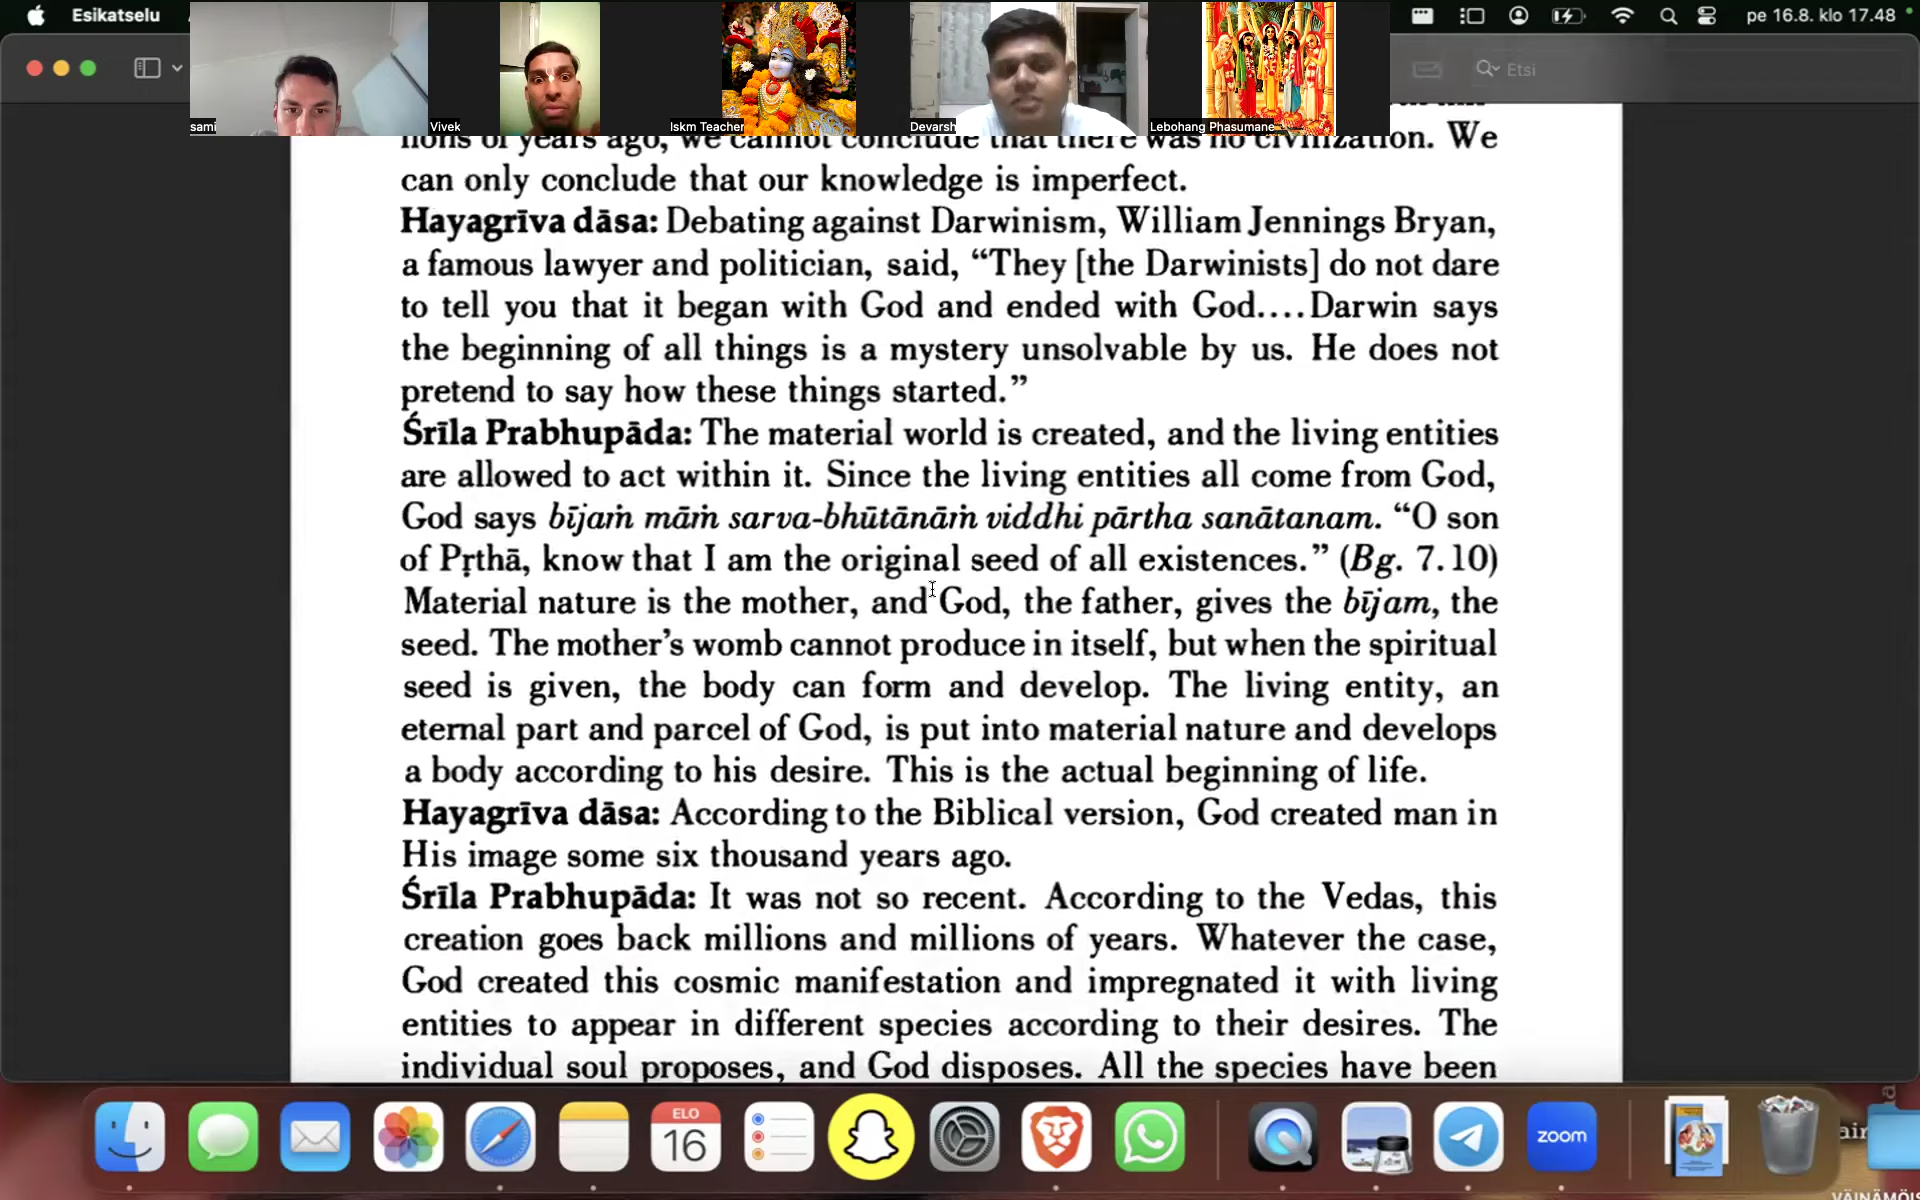 Esikatselu
pe 16.8. klo 17.48
Etsi
sami
Vivek
Iskm Teacher
Devarsh
Lebohang Phasumane
lions of years ago, we cannot conclude that there was no civilization. We
can only conclude that our knowledge is imperfect.
Hayagrīva dāsa: Debating against Darwinism, William Jennings Bryan,
a famous lawyer and politician, said, “They [the Darwinists] do not dare
to tell you that it began with God and ended with God....Darwin says
the beginning of all things is a mystery unsolvable by us. He does not
pretend to say how these things started.”
Śrīla Prabhupāda: The material world is created, and the living entities
are allowed to act within it. Since the living entities all come from God,
God says bījaṁ māṁ sarva-bhūtānāṁ viddhi pārtha sanātanam. “O son
of Pṛthā, know that I am the original seed of all existences.” (Bg. 7.10)
Material nature is the mother, and God, the father, gives the bījam, the
seed. The mother’s womb cannot produce in itself, but when the spiritual
seed is given, the body can form and develop. The living entity, an
eternal part and parcel of God, is put into material nature and develops
a body according to his desire. This is the actual beginning of life.
Hayagrīva dāsa: According to the Biblical version, God created man in
His image some six thousand years ago.
Śrīla Prabhupāda: It was not so recent. According to the Vedas, this
creation goes back millions and millions of years. Whatever the case,
God created this cosmic manifestation and impregnated it with living
entities to appear in different species according to their desires. The
individual soul proposes, and God disposes. All the species have been
ELO
16
zoom